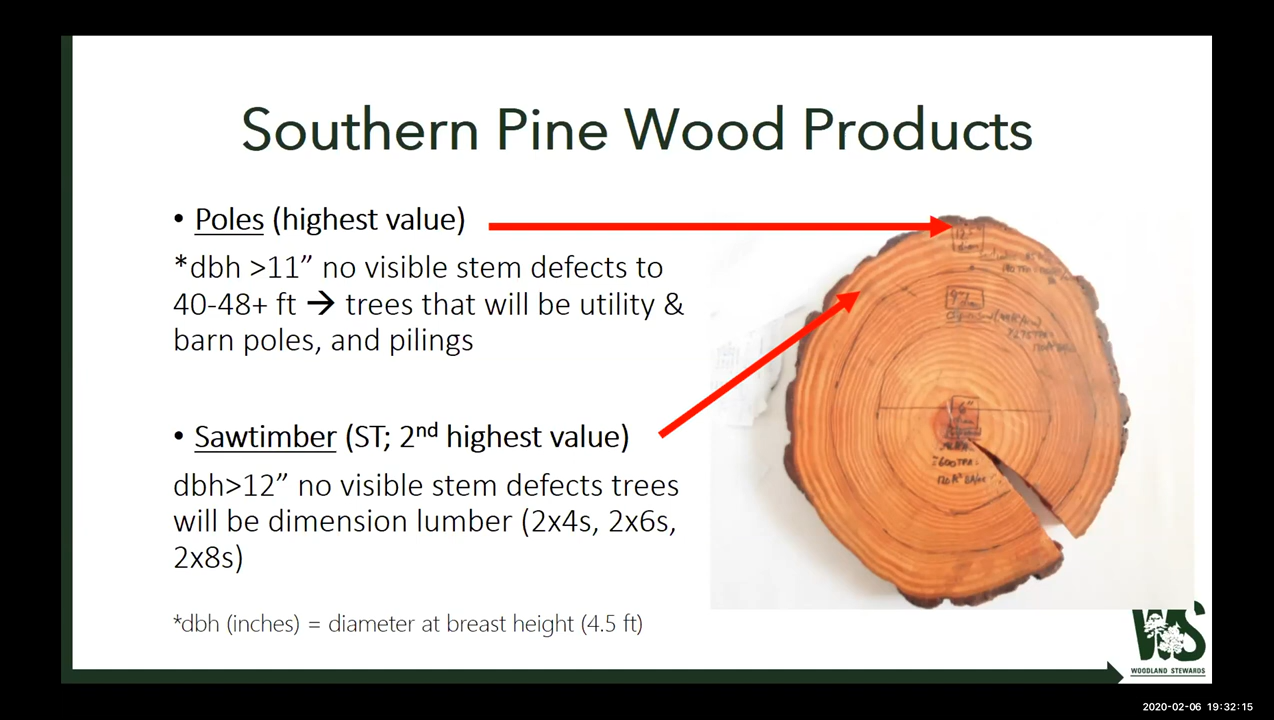 Southern Pine Wood Products
• Poles (highest value)
*dbh >11” no visible stem defects to
40-48+ ft → trees that will be utility &
barn poles, and pilings
• Sawtimber (ST; 2nd highest value)
dbh>12” no visible stem defects trees
will be dimension lumber (2x4s, 2x6s,
2x8s)
*dbh (inches) = diameter at breast height (4.5 ft)
6"
=600TPA
WS
WOODLAND STEWARDS
2020-02-06 19:32:15